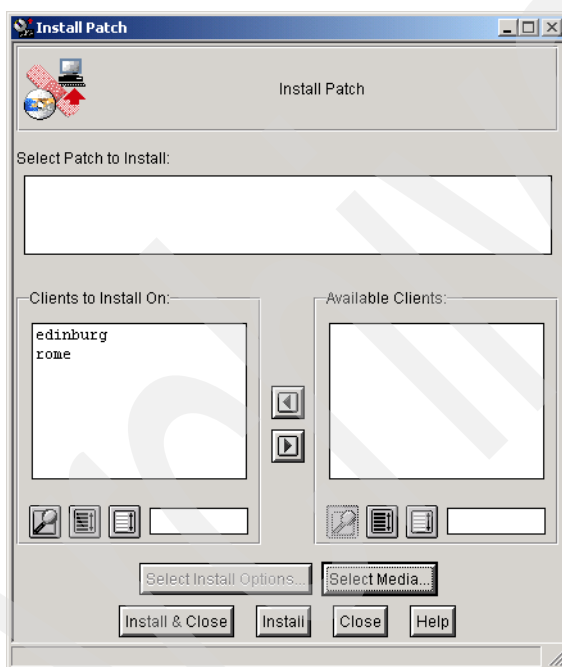 Install Patch
Install Patch
Select Patch to Install:
Clients to Install On:
Available Clients:
edinburg
rome
Select Install Options...
Select Media...
Install & Close
Install
Close
Help